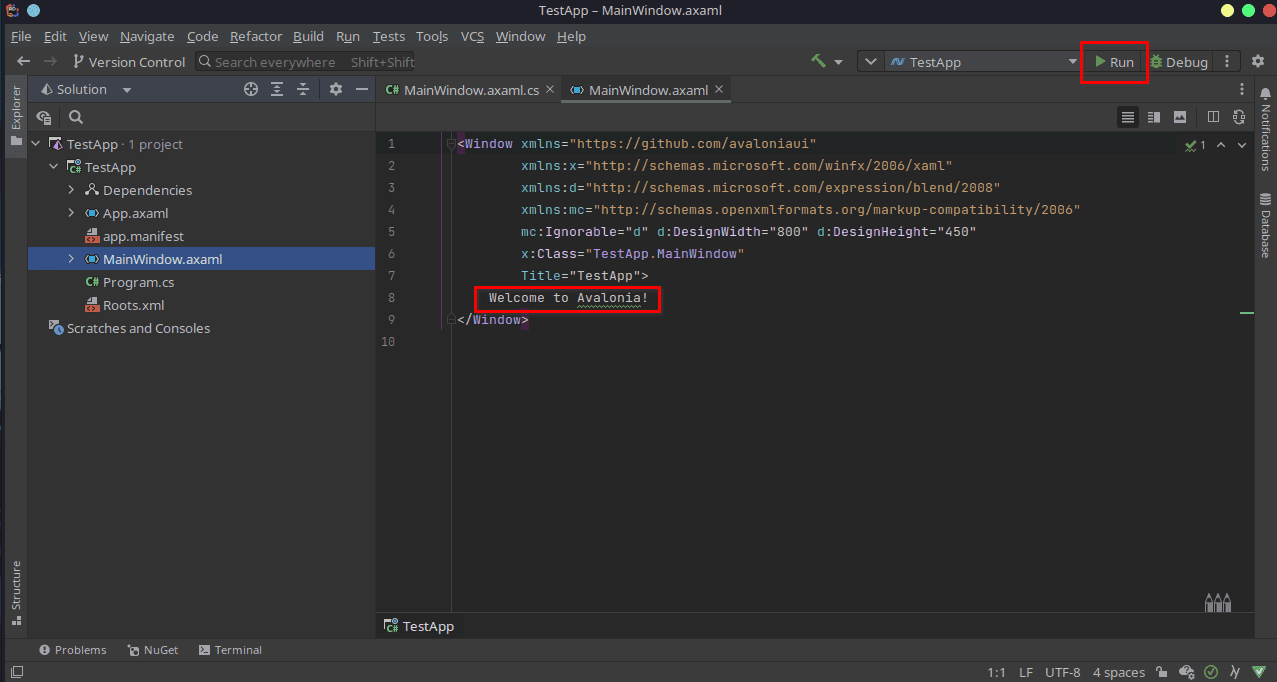 TestApp – MainWindow.axaml
File Edit View Navigate Code Refactor Build Run Tests Tools VCS Window Help
Version Control Search everywhere Shift+Shift TestApp Run Debug
Explorer
Solution
TestApp · 1 project
TestApp
Dependencies
App.axaml
app.manifest
MainWindow.axaml
C# Program.cs
Roots.xml
Scratches and Consoles
Structure
C# MainWindow.axaml.cs MainWindow.axaml
1 <Window xmlns="https://github.com/avaloniaui"
2 xmlns:x="http://schemas.microsoft.com/winfx/2006/xaml"
3 xmlns:d="http://schemas.microsoft.com/expression/blend/2008"
4 xmlns:mc="http://schemas.openxmlformats.org/markup-compatibility/2006"
5 mc:Ignorable="d" d:DesignWidth="800" d:DesignHeight="450"
6 x:Class="TestApp.MainWindow"
7 Title="TestApp">
8 Welcome to Avalonia!
9 </Window>
10
1
Notifications
Database
TestApp
Problems NuGet Terminal
1:1 LF UTF-8 4 spaces